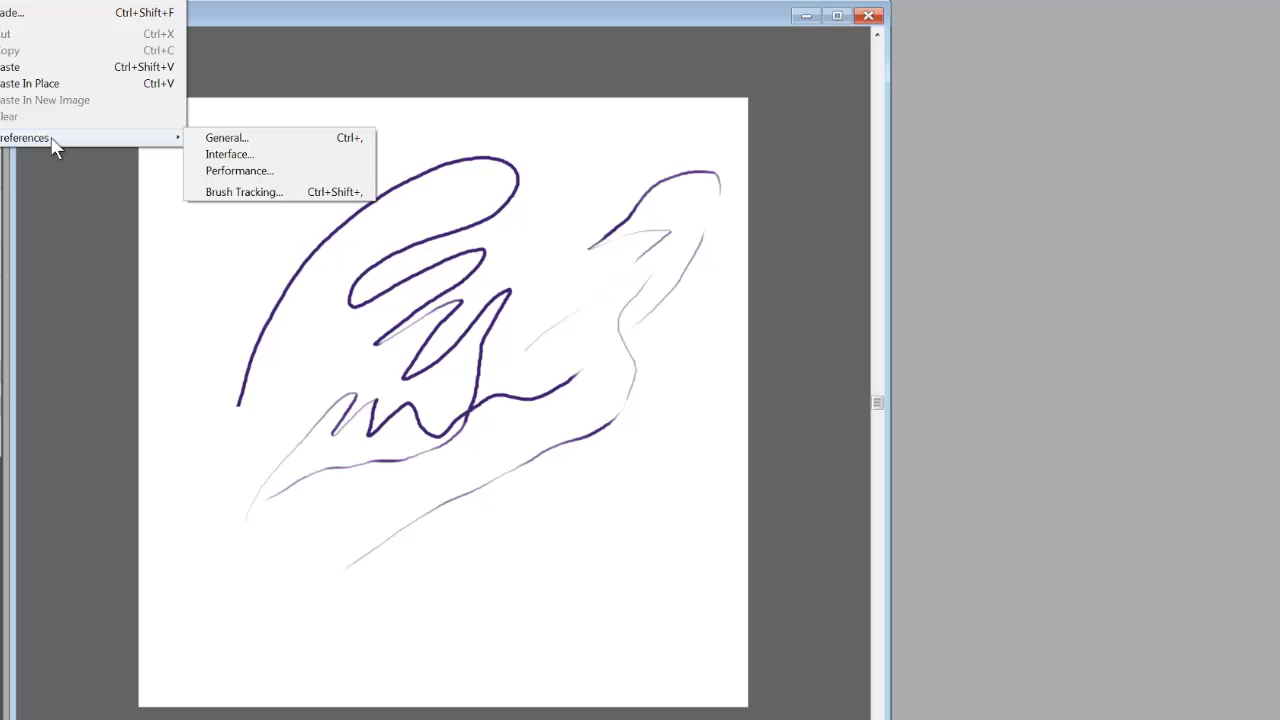 ade... Ctrl+Shift+F
ut Ctrl+X
opy Ctrl+C
aste Ctrl+Shift+V
aste In Place Ctrl+V
aste In New Image
lear
references
General... Ctrl+,
Interface...
Performance...
Brush Tracking... Ctrl+Shift+,